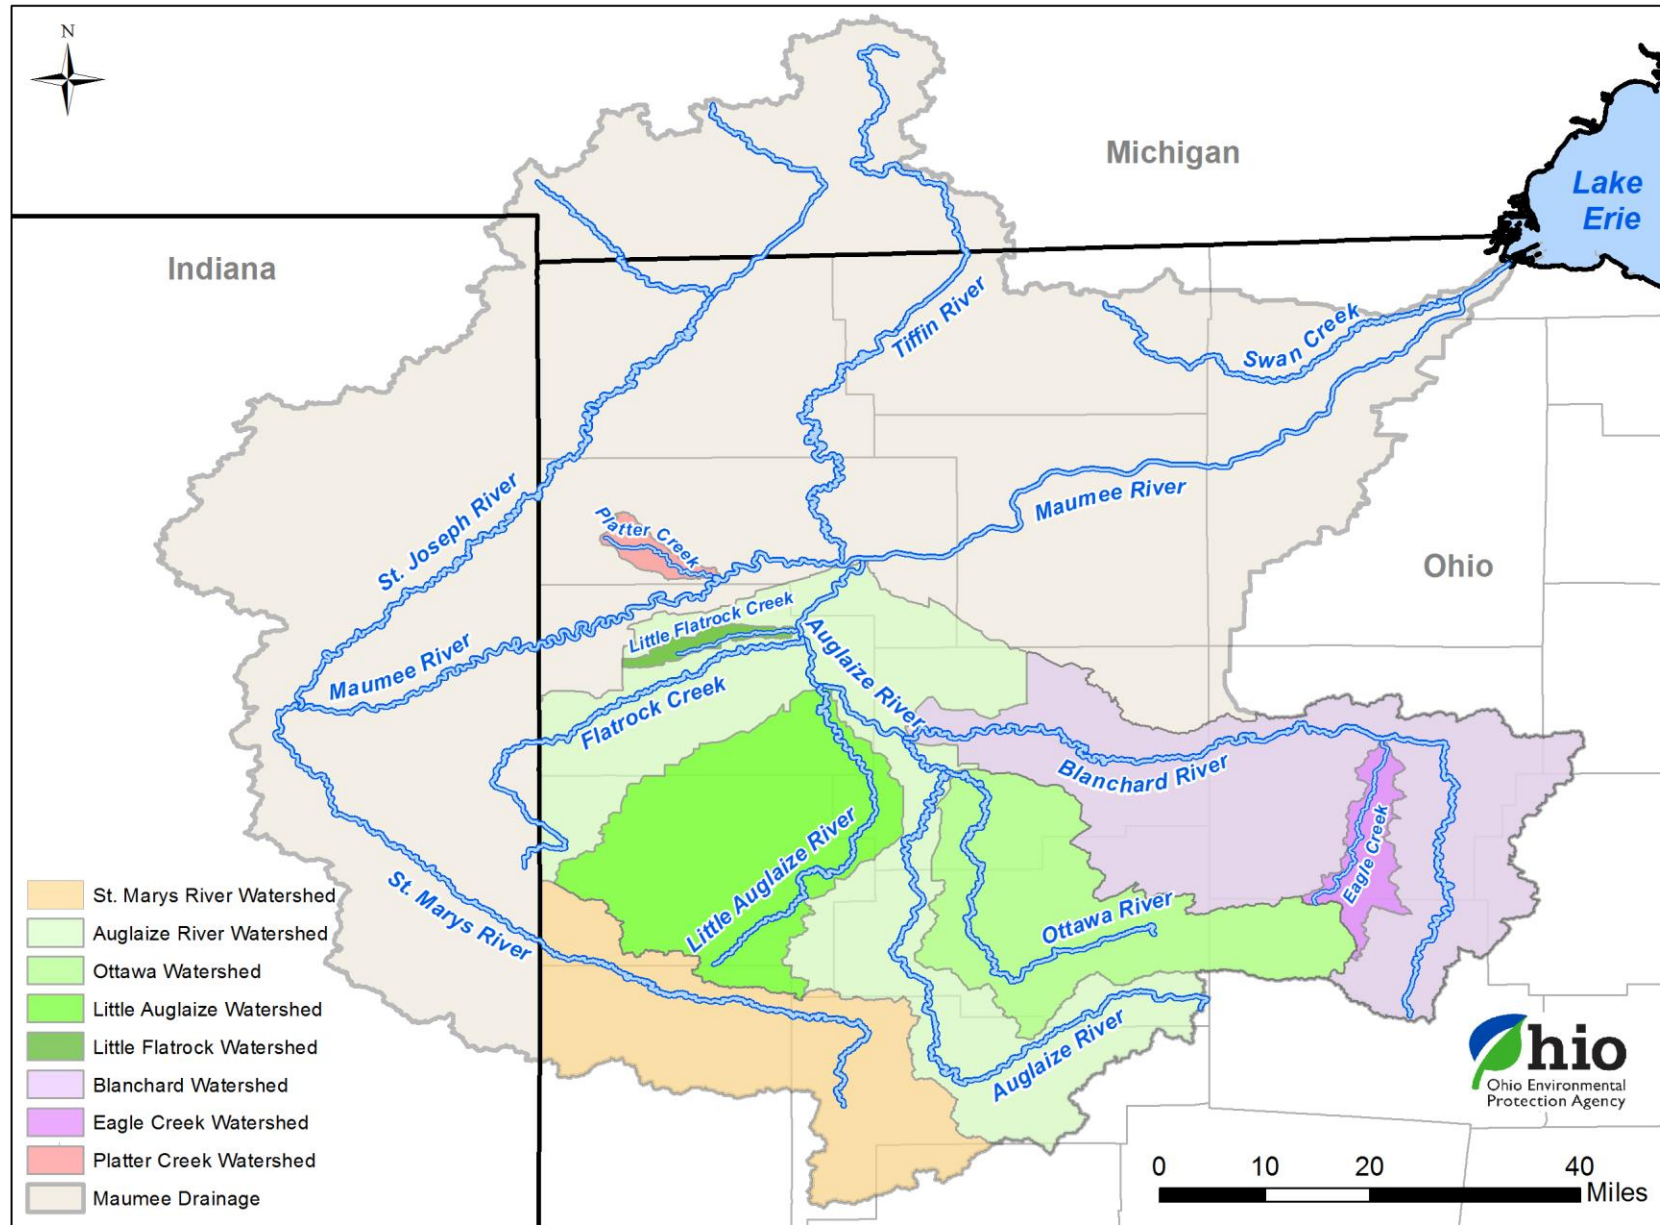 N
Michigan
Lake
Erie
Indiana
Tiffin River
Swan Creek
St. Joseph River
Platter Creek
Maumee River
Ohio
Little Flatrock Creek
Maumee River
Auglaize River
Flatrock Creek
Blanchard River
Little Auglaize River
Eagle Creek
St. Marys River
Ottawa River
Auglaize River
St. Marys River Watershed
Auglaize River Watershed
Ottawa Watershed
Little Auglaize Watershed
Little Flatrock Watershed
Blanchard Watershed
Eagle Creek Watershed
Platter Creek Watershed
Maumee Drainage
Ohio
Ohio Environmental
Protection Agency
0 10 20 40
Miles